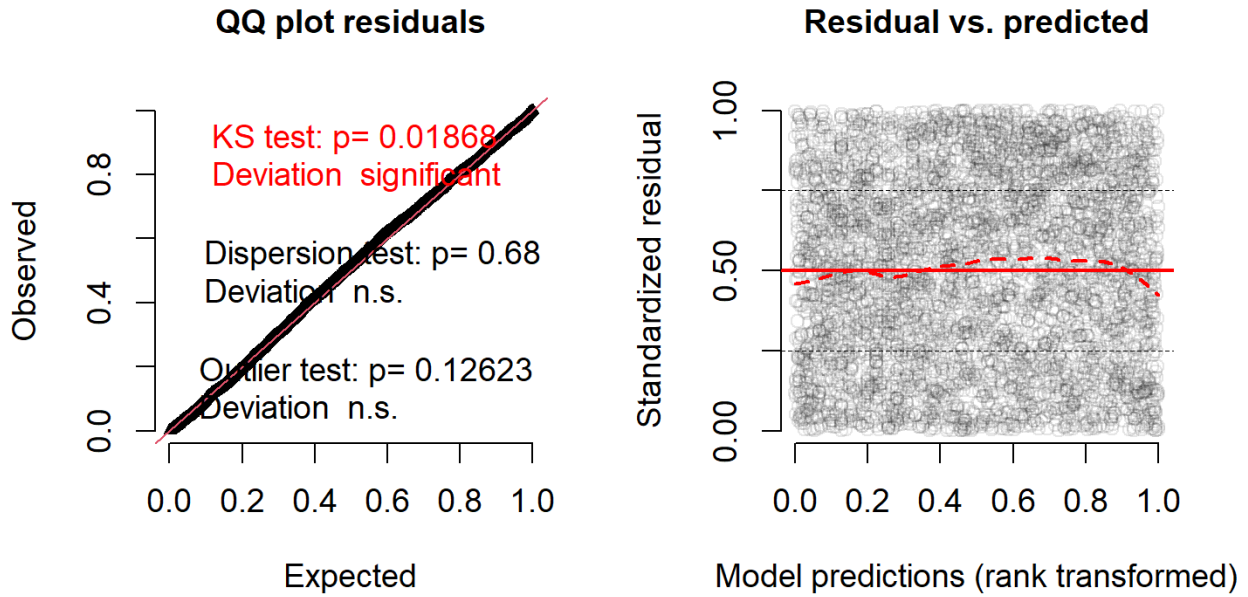 QQ plot residuals
Observed
0.0 0.4 0.8
KS test: p= 0.01868
Deviation  significant
Dispersion test: p= 0.68
Deviation  n.s.
Outlier test: p= 0.12623
Deviation  n.s.
0.0 0.2 0.4 0.6 0.8 1.0
Expected
Residual vs. predicted
Standardized residual
0.00 0.50 1.00
0.0 0.2 0.4 0.6 0.8 1.0
Model predictions (rank transformed)